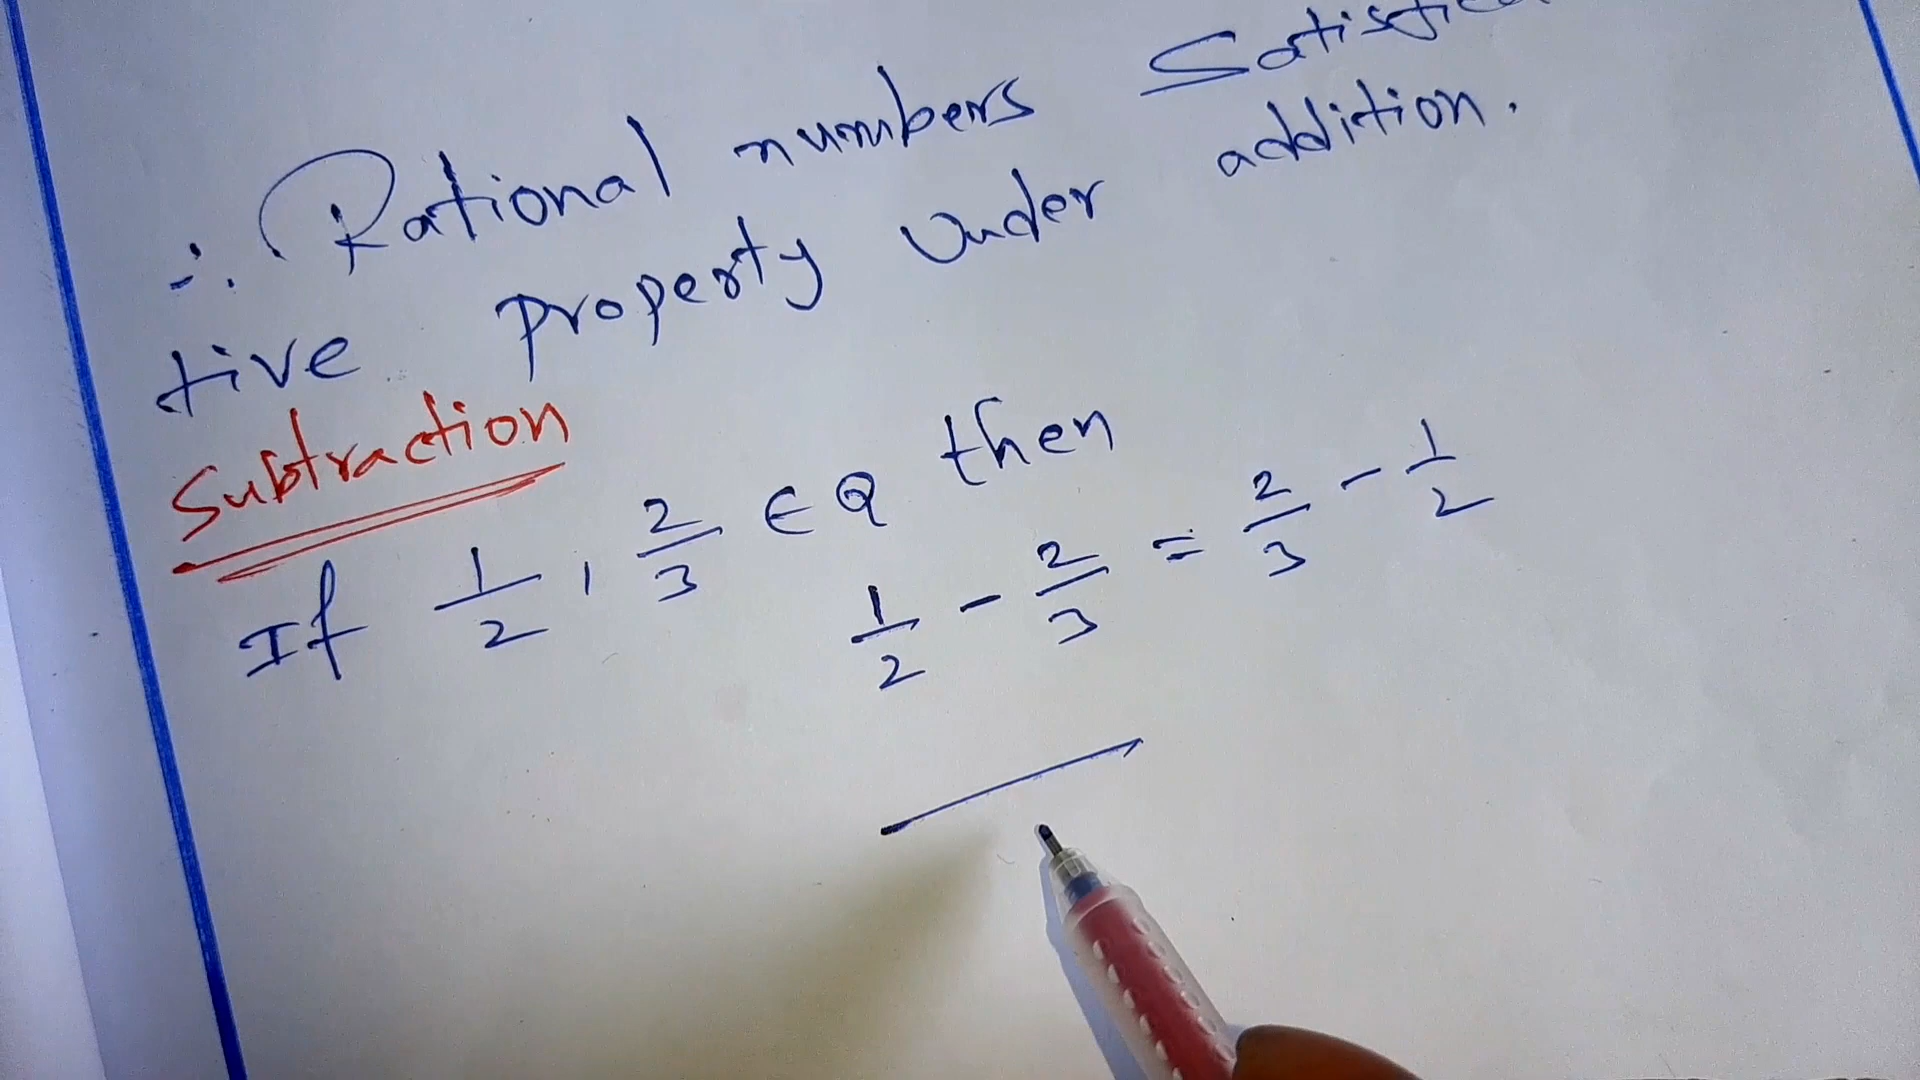 ∴ Rational numbers
tive property under addition.
Subtraction
If 1/2, 2/3 ∈ Q then
1/2 - 2/3 = 2/3 - 1/2